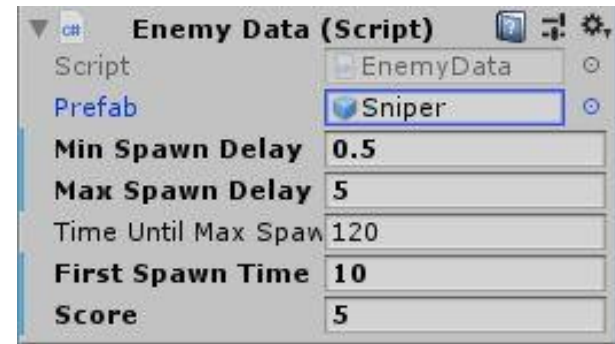 c# Enemy Data (Script)
Script EnemyData
Prefab Sniper
Min Spawn Delay 0.5
Max Spawn Delay 5
Time Until Max Spaw 120
First Spawn Time 10
Score 5